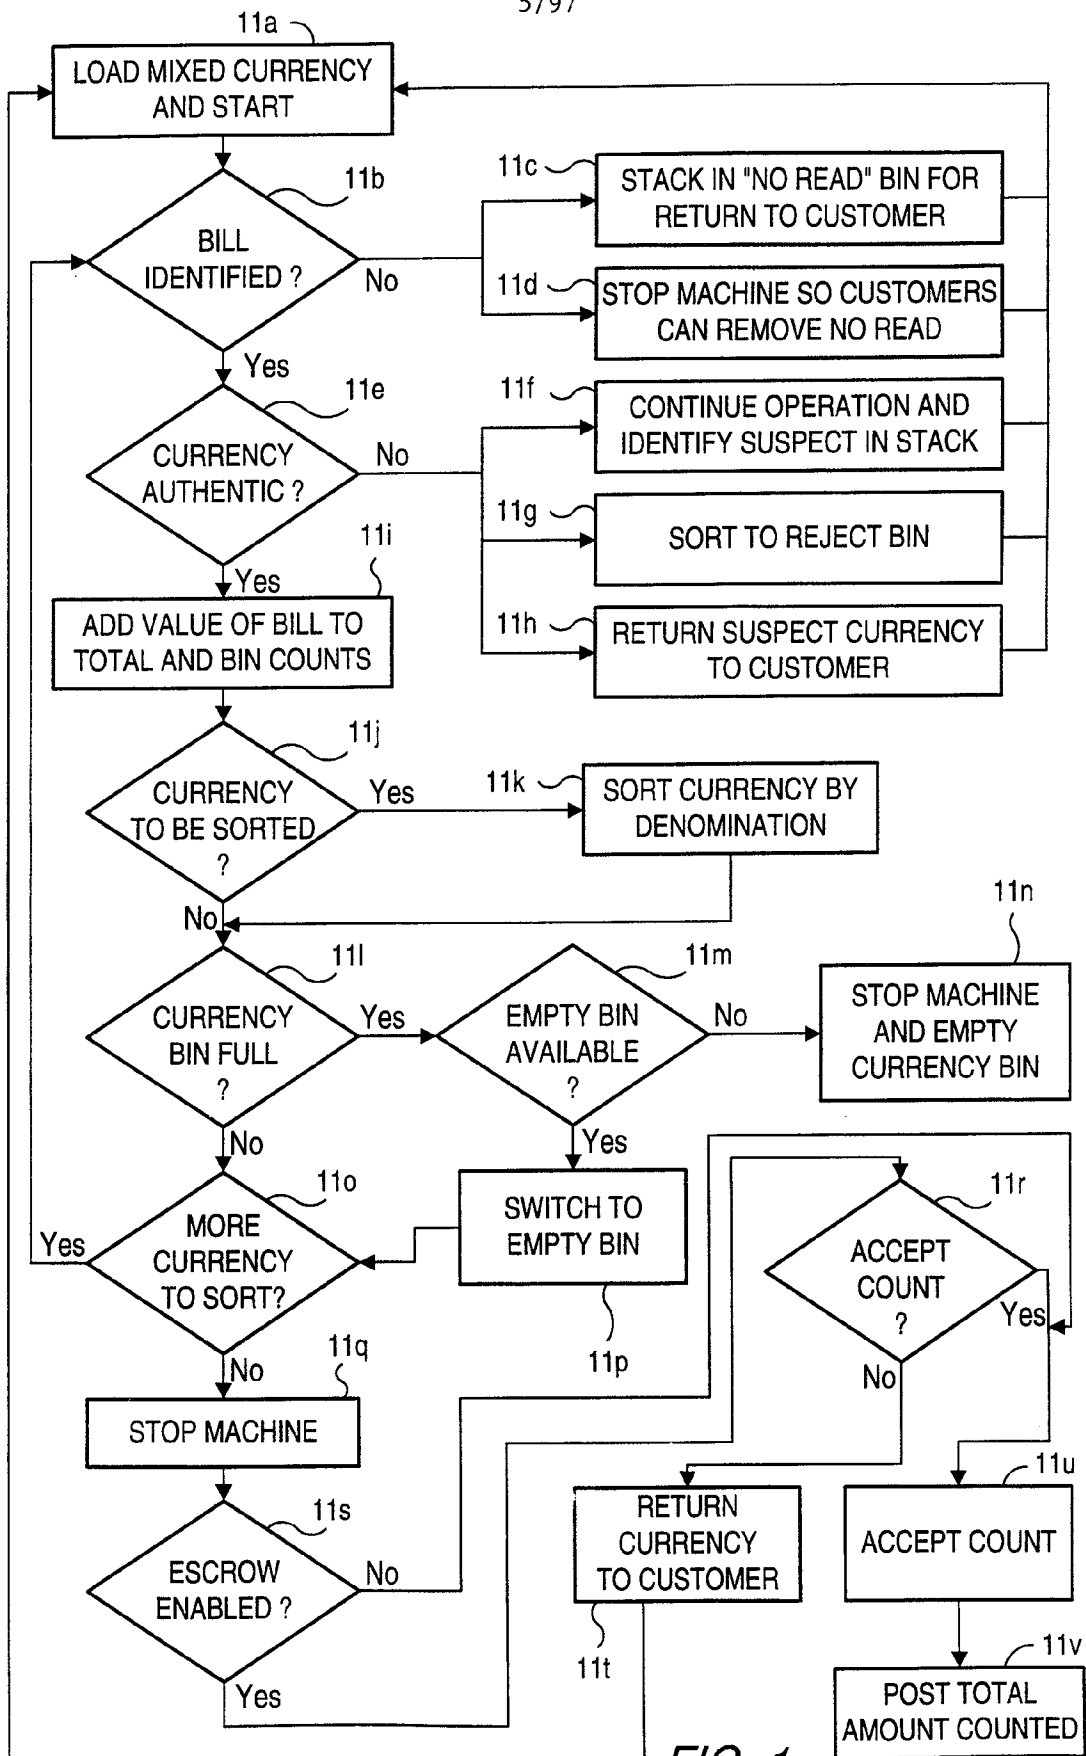 5/97
11a
LOAD MIXED CURRENCY
AND START
11b
BILL
IDENTIFIED ?
No
Yes
11c
STACK IN "NO READ" BIN FOR
RETURN TO CUSTOMER
11d
STOP MACHINE SO CUSTOMERS
CAN REMOVE NO READ
11e
CURRENCY
AUTHENTIC ?
No
Yes
11f
CONTINUE OPERATION AND
IDENTIFY SUSPECT IN STACK
11g
SORT TO REJECT BIN
11h
RETURN SUSPECT CURRENCY
TO CUSTOMER
11i
ADD VALUE OF BILL TO
TOTAL AND BIN COUNTS
11j
CURRENCY
TO BE SORTED
?
Yes
No
11k
SORT CURRENCY BY
DENOMINATION
11l
CURRENCY
BIN FULL
?
Yes
No
11m
EMPTY BIN
AVAILABLE
?
No
Yes
11n
STOP MACHINE
AND EMPTY
CURRENCY BIN
11o
MORE
CURRENCY
TO SORT?
Yes
No
SWITCH TO
EMPTY BIN
11p
11r
ACCEPT
COUNT
?
Yes
No
11q
STOP MACHINE
11s
ESCROW
ENABLED ?
No
Yes
RETURN
CURRENCY
TO CUSTOMER
11t
11u
ACCEPT COUNT
11v
POST TOTAL
AMOUNT COUNTED